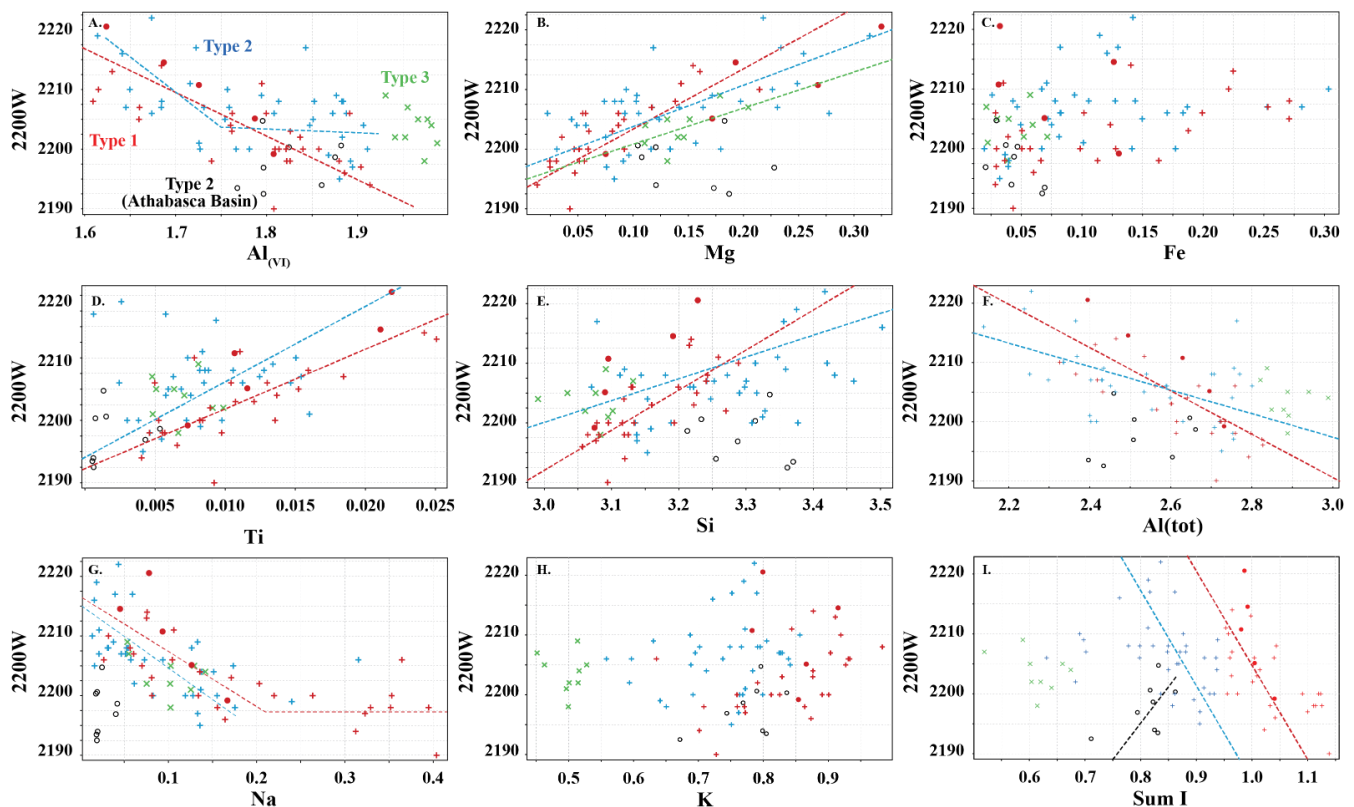 A.
Type 2
Type 3
Type 1
Type 2
(Athabasca Basin)
2200W
2220
2210
2200
2190
1.6 1.7 1.8 1.9
Al(VI)
B.
2200W
2220
2210
2200
2190
0.05 0.10 0.15 0.20 0.25 0.30
Mg
C.
2200W
2220
2210
2200
2190
0.05 0.10 0.15 0.20 0.25 0.30
Fe
D.
2200W
2220
2210
2200
2190
0.005 0.010 0.015 0.020 0.025
Ti
E.
2200W
2220
2210
2200
2190
3.0 3.1 3.2 3.3 3.4 3.5
Si
F.
2200W
2220
2210
2200
2190
2.2 2.4 2.6 2.8 3.0
Al(tot)
G.
2200W
2220
2210
2200
2190
0.1 0.2 0.3 0.4
Na
H.
2200W
2220
2210
2200
2190
0.5 0.6 0.7 0.8 0.9
K
I.
2200W
2220
2210
2200
2190
0.6 0.7 0.8 0.9 1.0 1.1
Sum I